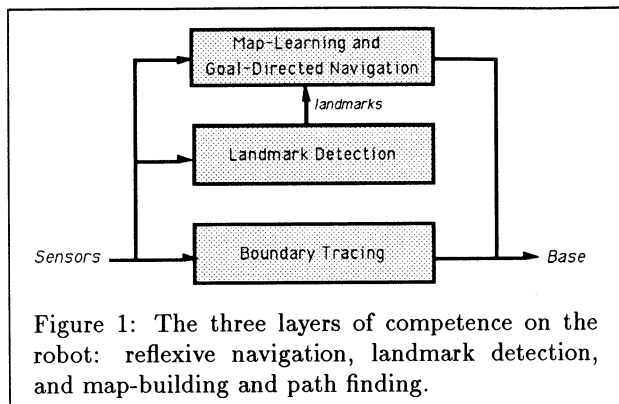 Map-Learning and
Goal-Directed Navigation
landmarks
Landmark Detection
Sensors
Boundary Tracing
Base
Figure 1: The three layers of competence on the
robot: reflexive navigation, landmark detection,
and map-building and path finding.